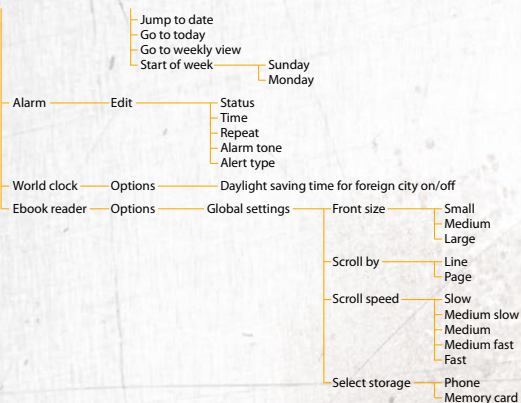 Jump to date
Go to today
Go to weekly view
Start of week Sunday
Monday
Alarm Edit Status
Time
Repeat
Alarm tone
Alert type
World clock Options Daylight saving time for foreign city on/off
Ebook reader Options Global settings Front size Small
Medium
Large
Scroll by Line
Page
Scroll speed Slow
Medium slow
Medium
Medium fast
Fast
Select storage Phone
Memory card